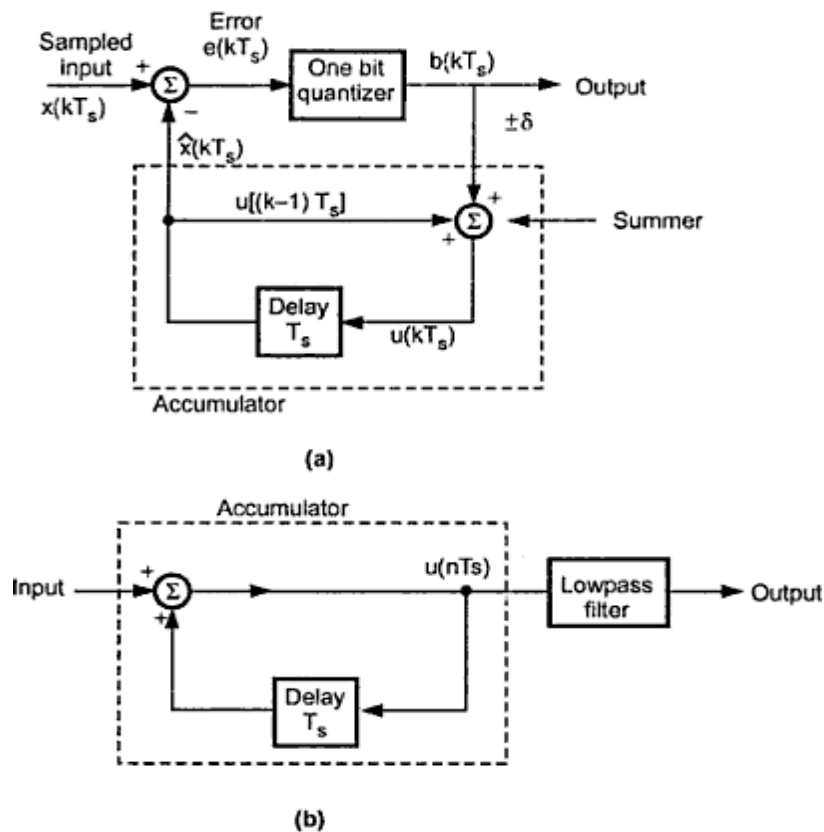 Sampled
input
x(kTₛ)
+
Σ
−
Error
e(kTₛ)
One bit
quantizer
b(kTₛ)
Output
±δ
x̂(kTₛ)
u[(k−1) Tₛ]
+
+
Σ
Summer
Delay
Tₛ
u(kTₛ)
Accumulator
(a)
Accumulator
Input
+
Σ
+
u(nTs)
Lowpass
filter
Output
Delay
Tₛ
(b)